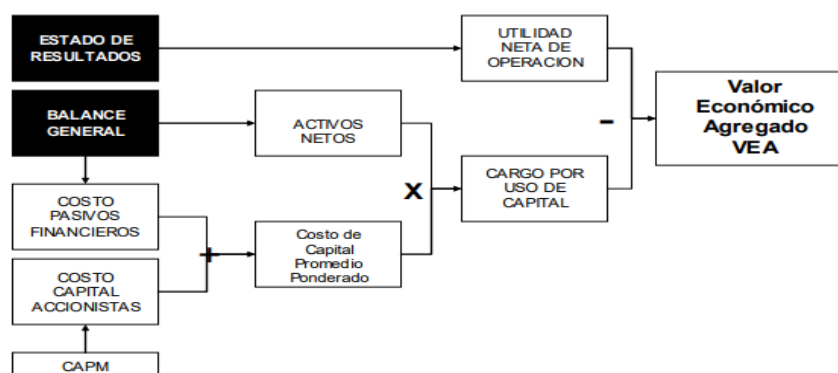 ESTADO DE
RESULTADOS
UTILIDAD
NETA DE
OPERACION
BALANCE
GENERAL
ACTIVOS
NETOS
-
Valor
Económico
Agregado
VEA
COSTO
PASIVOS
FINANCIEROS
X
CARGO POR
USO DE
CAPITAL
+
Costo de
Capital
Promedio
Ponderado
COSTO
CAPITAL
ACCIONISTAS
CAPM